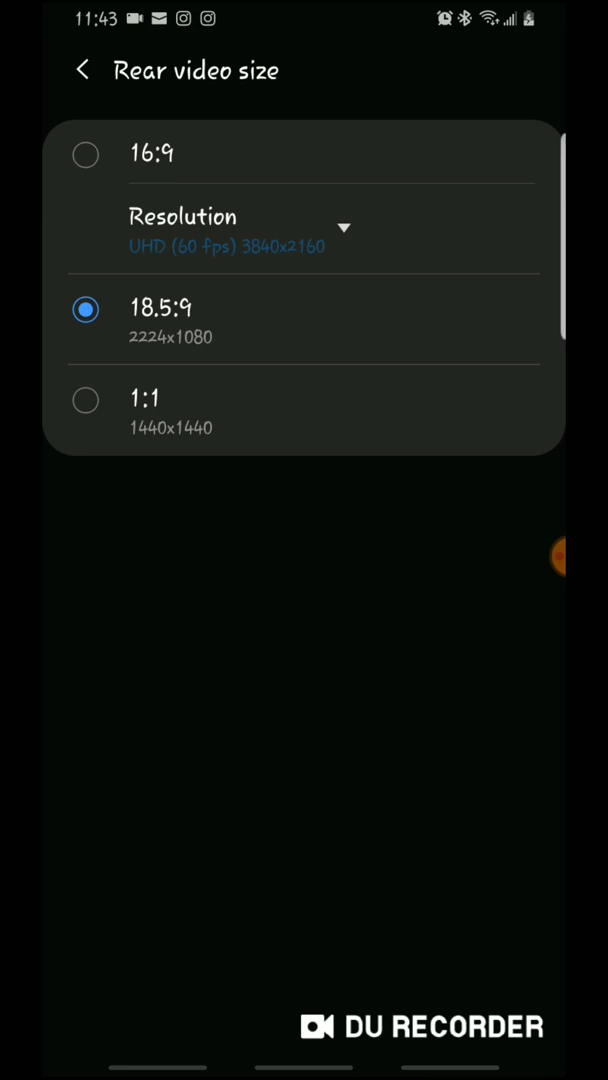 11:43
Rear video size
16:9
Resolution
UHD (60 fps) 3840x2160
18.5:9
2224x1080
1:1
1440x1440
DU RECORDER